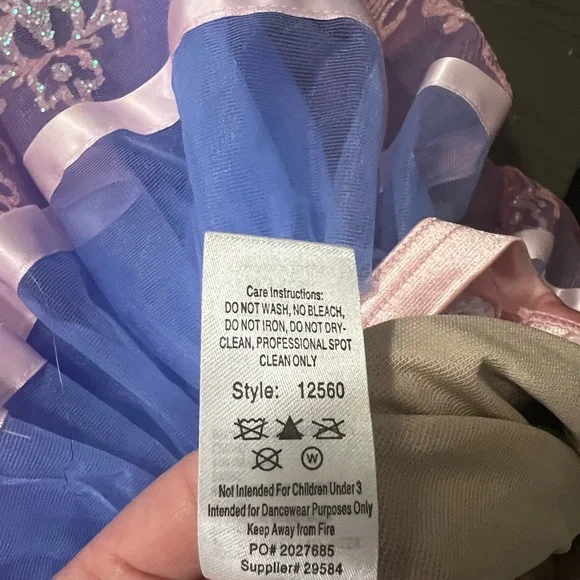 Care Instructions:
DO NOT WASH, NO BLEACH,
DO NOT IRON, DO NOT DRY-
CLEAN, PROFESSIONAL SPOT
CLEAN ONLY
Style: 12560
W
Not Intended For Children Under 3
Intended for Dancewear Purposes Only
Keep Away from Fire
PO# 2027685
Supplier# 29584